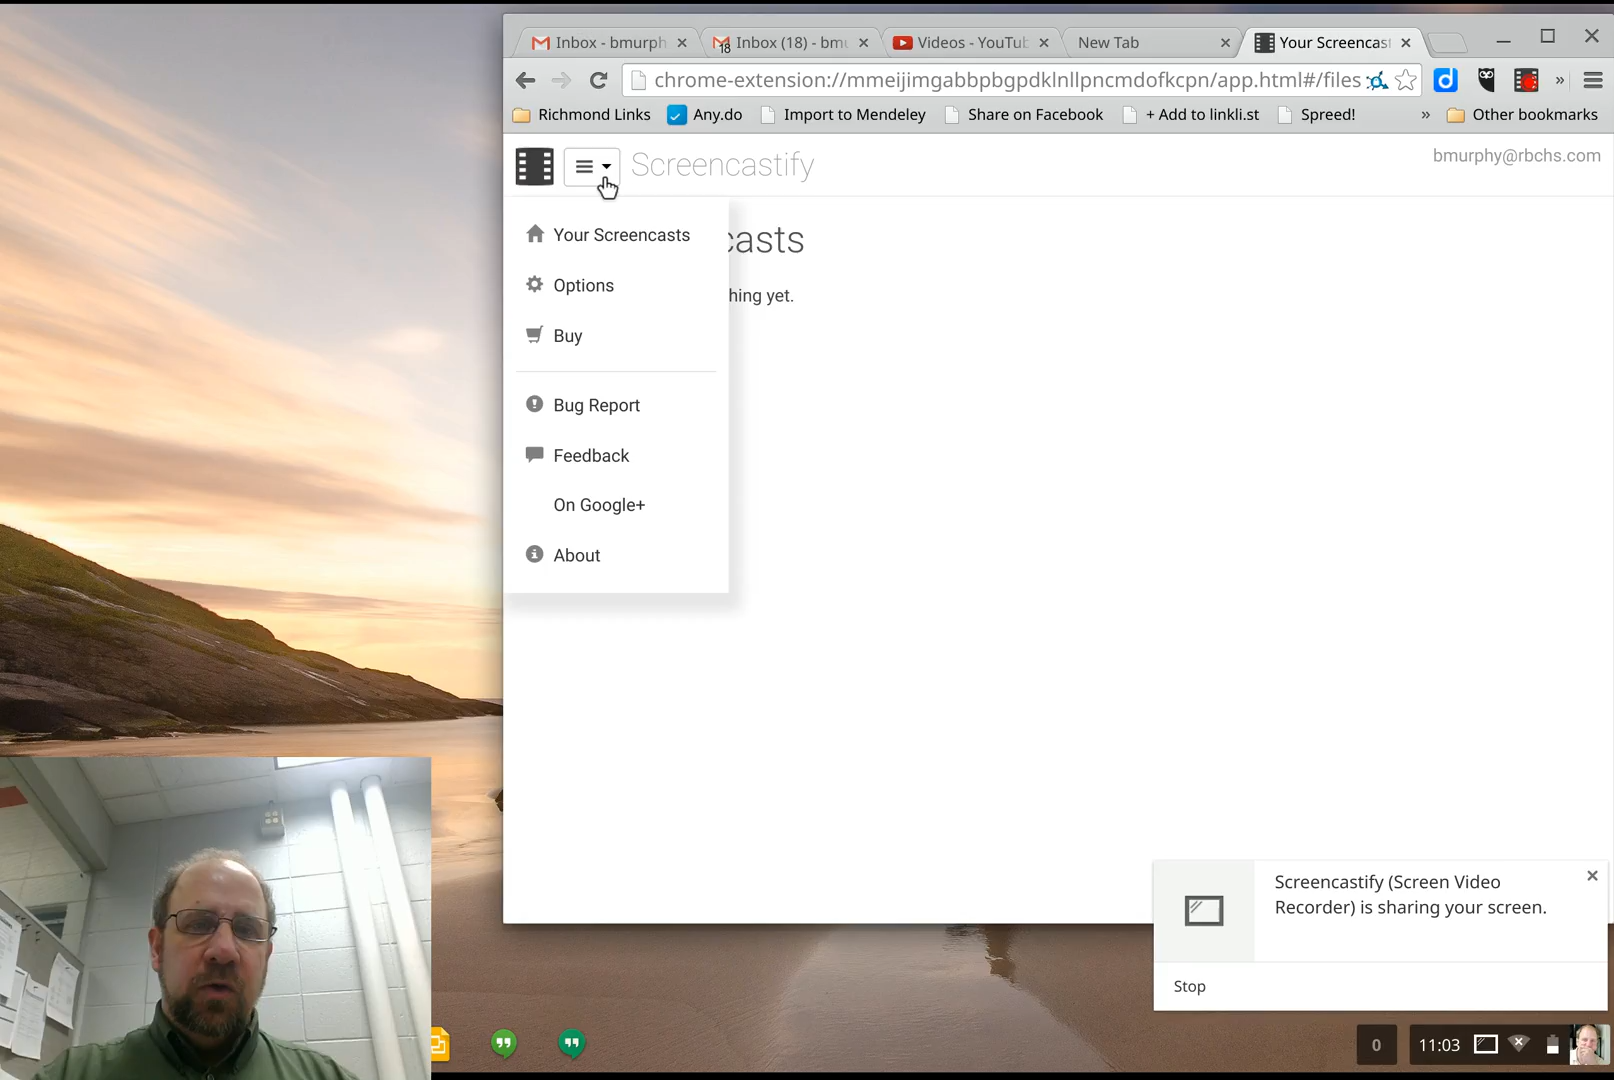 Inbox - bmurph
18
Inbox (18) - bmu
Videos - YouTub
New Tab
Your Screencast
chrome-extension://mmeijimgabbpbgpdklnllpncmdofkcpn/app.html#/files
Richmond Links
Any.do
Import to Mendeley
Share on Facebook
+ Add to linkli.st
Spreed!
»
Other bookmarks
Screencastify
bmurphy@rbchs.com
Your Screencasts
casts
Options
hing yet.
Buy
Bug Report
Feedback
On Google+
About
Screencastify (Screen Video
Recorder) is sharing your screen.
Stop
0
11:03